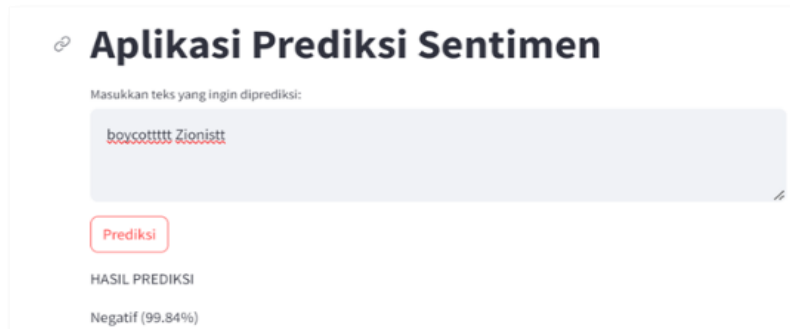 Aplikasi Prediksi Sentimen
Masukkan teks yang ingin diprediksi:
boycottttt Zionistt
Prediksi
HASIL PREDIKSI
Negatif (99.84%)